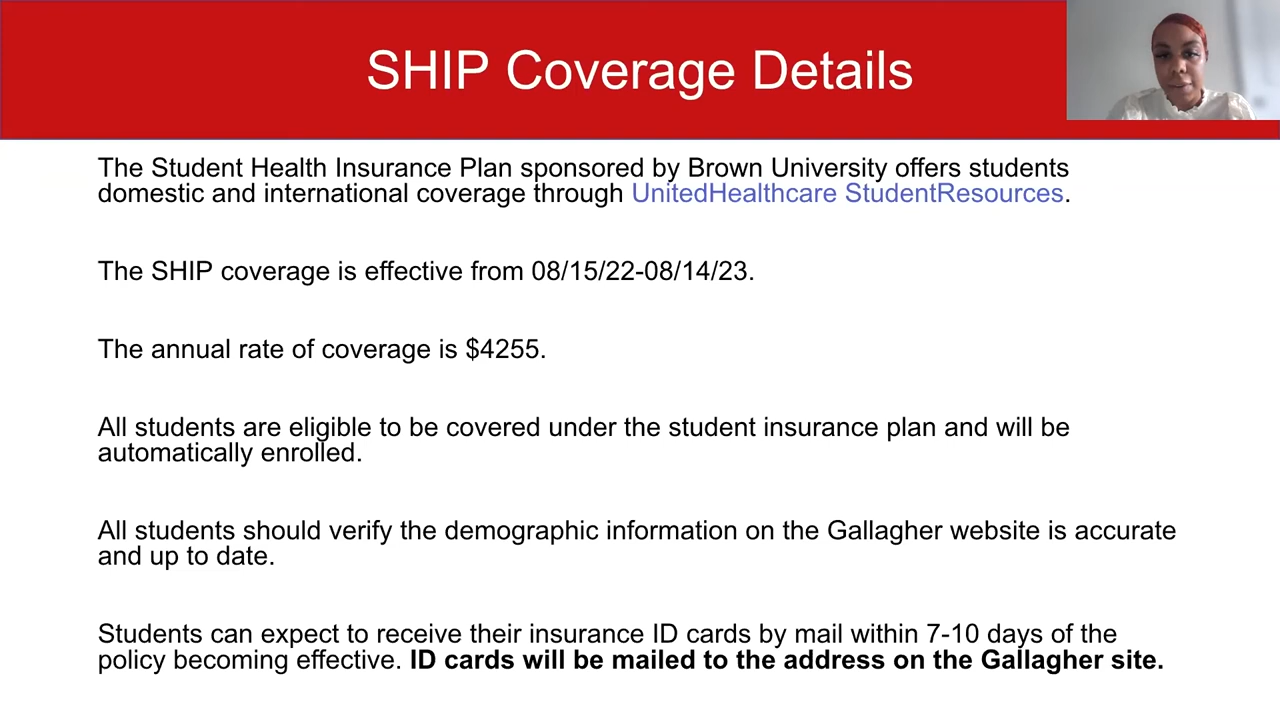 SHIP Coverage Details
The Student Health Insurance Plan sponsored by Brown University offers students
domestic and international coverage through UnitedHealthcare StudentResources.
The SHIP coverage is effective from 08/15/22-08/14/23.
The annual rate of coverage is $4255.
All students are eligible to be covered under the student insurance plan and will be
automatically enrolled.
All students should verify the demographic information on the Gallagher website is accurate
and up to date.
Students can expect to receive their insurance ID cards by mail within 7-10 days of the
policy becoming effective. ID cards will be mailed to the address on the Gallagher site.